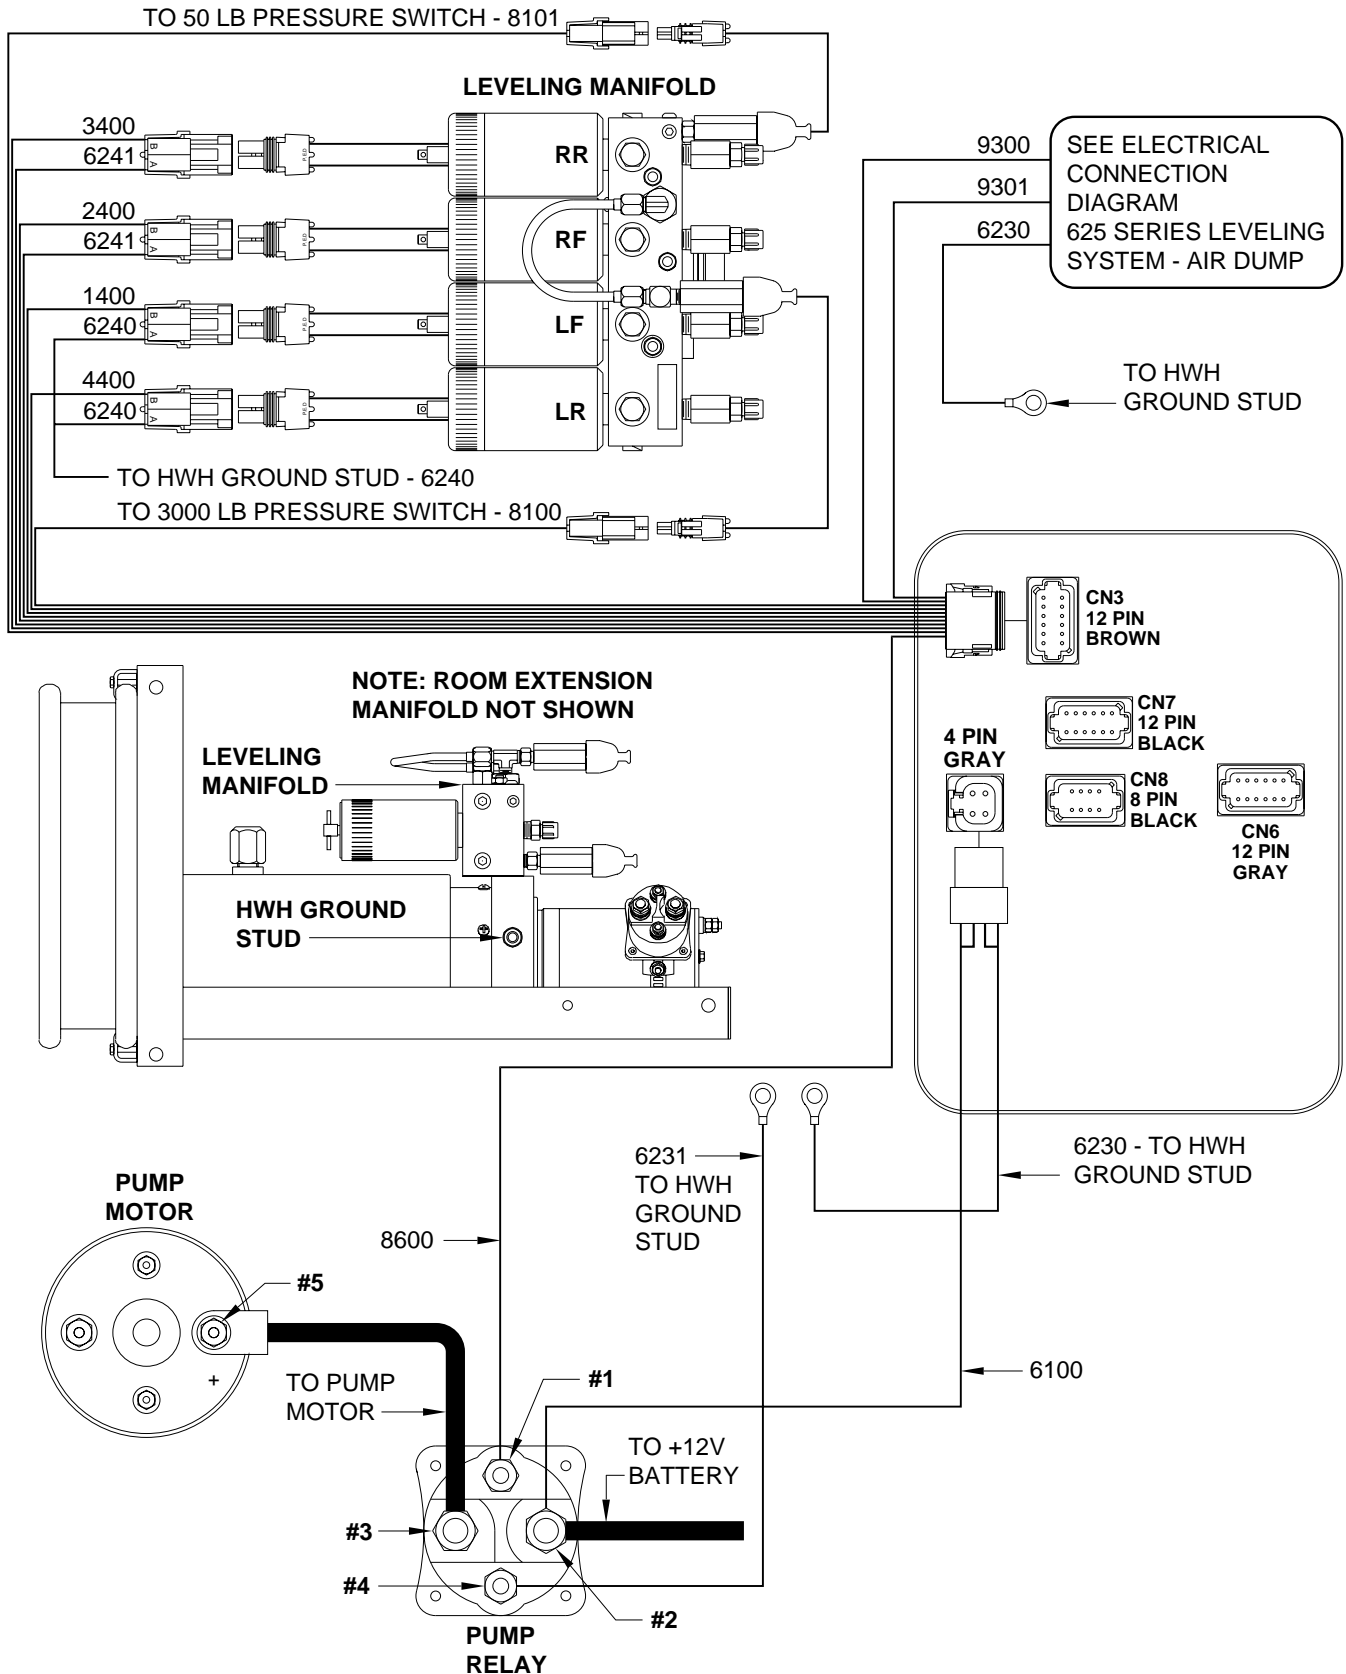 TO 50 LB PRESSURE SWITCH - 8101
LEVELING MANIFOLD
3400
6241
B
A
P.E.D
RR
2400
6241
B
A
P.E.D
RF
1400
6240
B
A
P.E.D
LF
4400
6240
B
A
P.E.D
LR
TO HWH GROUND STUD - 6240
TO 3000 LB PRESSURE SWITCH - 8100
9300
9301
6230
SEE ELECTRICAL
CONNECTION
DIAGRAM
625 SERIES LEVELING
SYSTEM - AIR DUMP
TO HWH
GROUND STUD
CN3
12 PIN
BROWN
CN7
12 PIN
BLACK
4 PIN
GRAY
CN8
8 PIN
BLACK
CN6
12 PIN
GRAY
NOTE: ROOM EXTENSION
MANIFOLD NOT SHOWN
LEVELING
MANIFOLD
HWH GROUND
STUD
6231
TO HWH
GROUND
STUD
6230 - TO HWH
GROUND STUD
PUMP
MOTOR
8600
#5
+
TO PUMP
MOTOR
#1
6100
TO +12V
BATTERY
#3
#4
#2
PUMP
RELAY